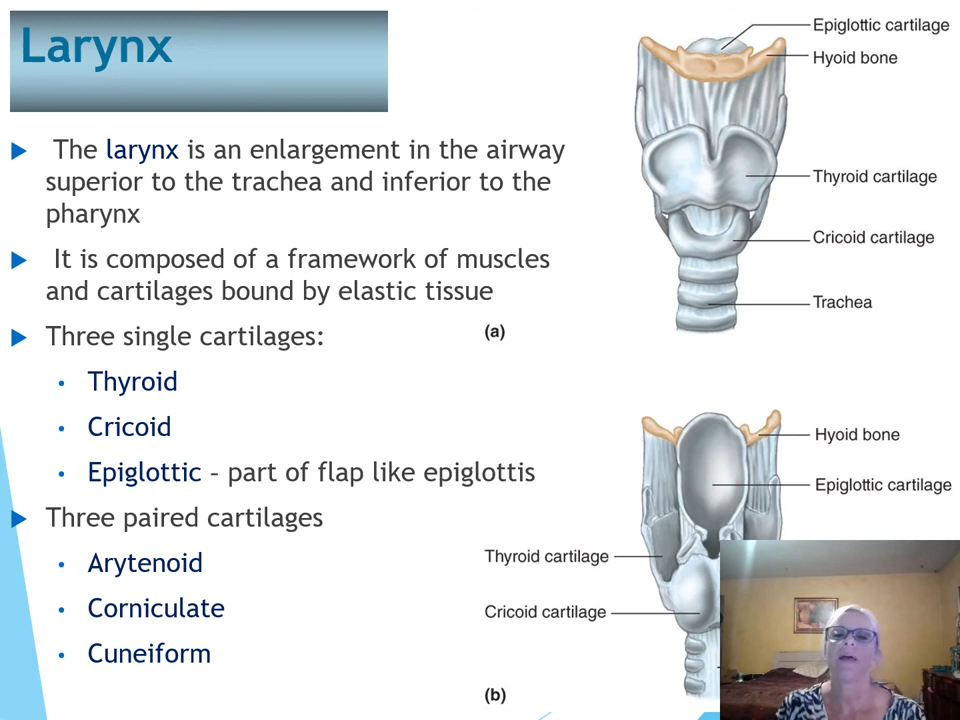 Larynx
The larynx is an enlargement in the airway
superior to the trachea and inferior to the
pharynx
It is composed of a framework of muscles
and cartilages bound by elastic tissue
Three single cartilages:
Thyroid
Cricoid
Epiglottic – part of flap like epiglottis
Three paired cartilages
Arytenoid
Corniculate
Cuneiform
Epiglottic cartilage
Hyoid bone
Thyroid cartilage
Cricoid cartilage
Trachea
(a)
Hyoid bone
Epiglottic cartilage
Thyroid cartilage
Cricoid cartilage
(b)